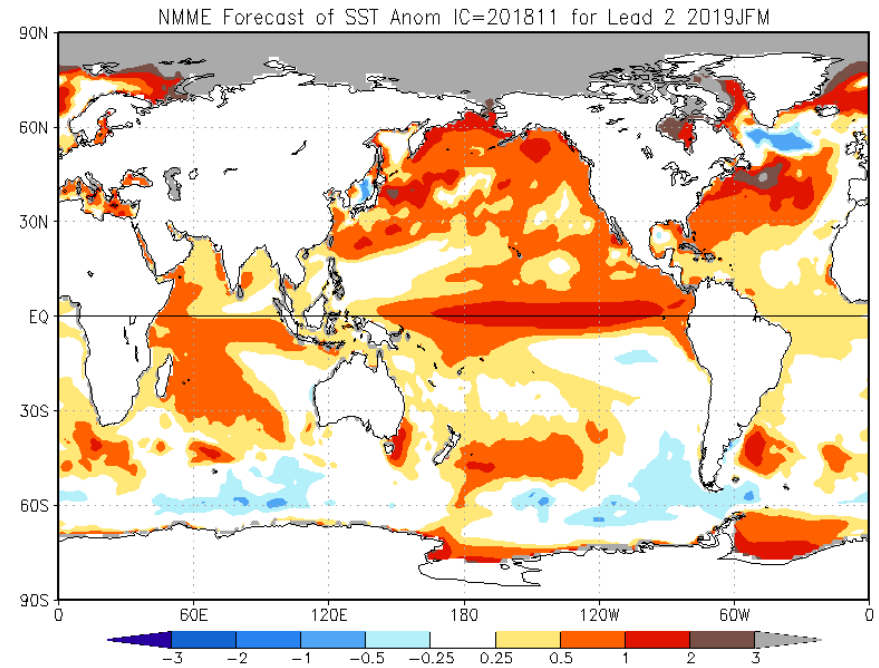 NMME Forecast of SST Anom IC=201811 for Lead 2 2019JFM
90N
60N
30N
EQ
30S
60S
90S
0 60E 120E 180 120W 60W 0
-3 -2 -1 -0.5 -0.25 0.25 0.5 1 2 3